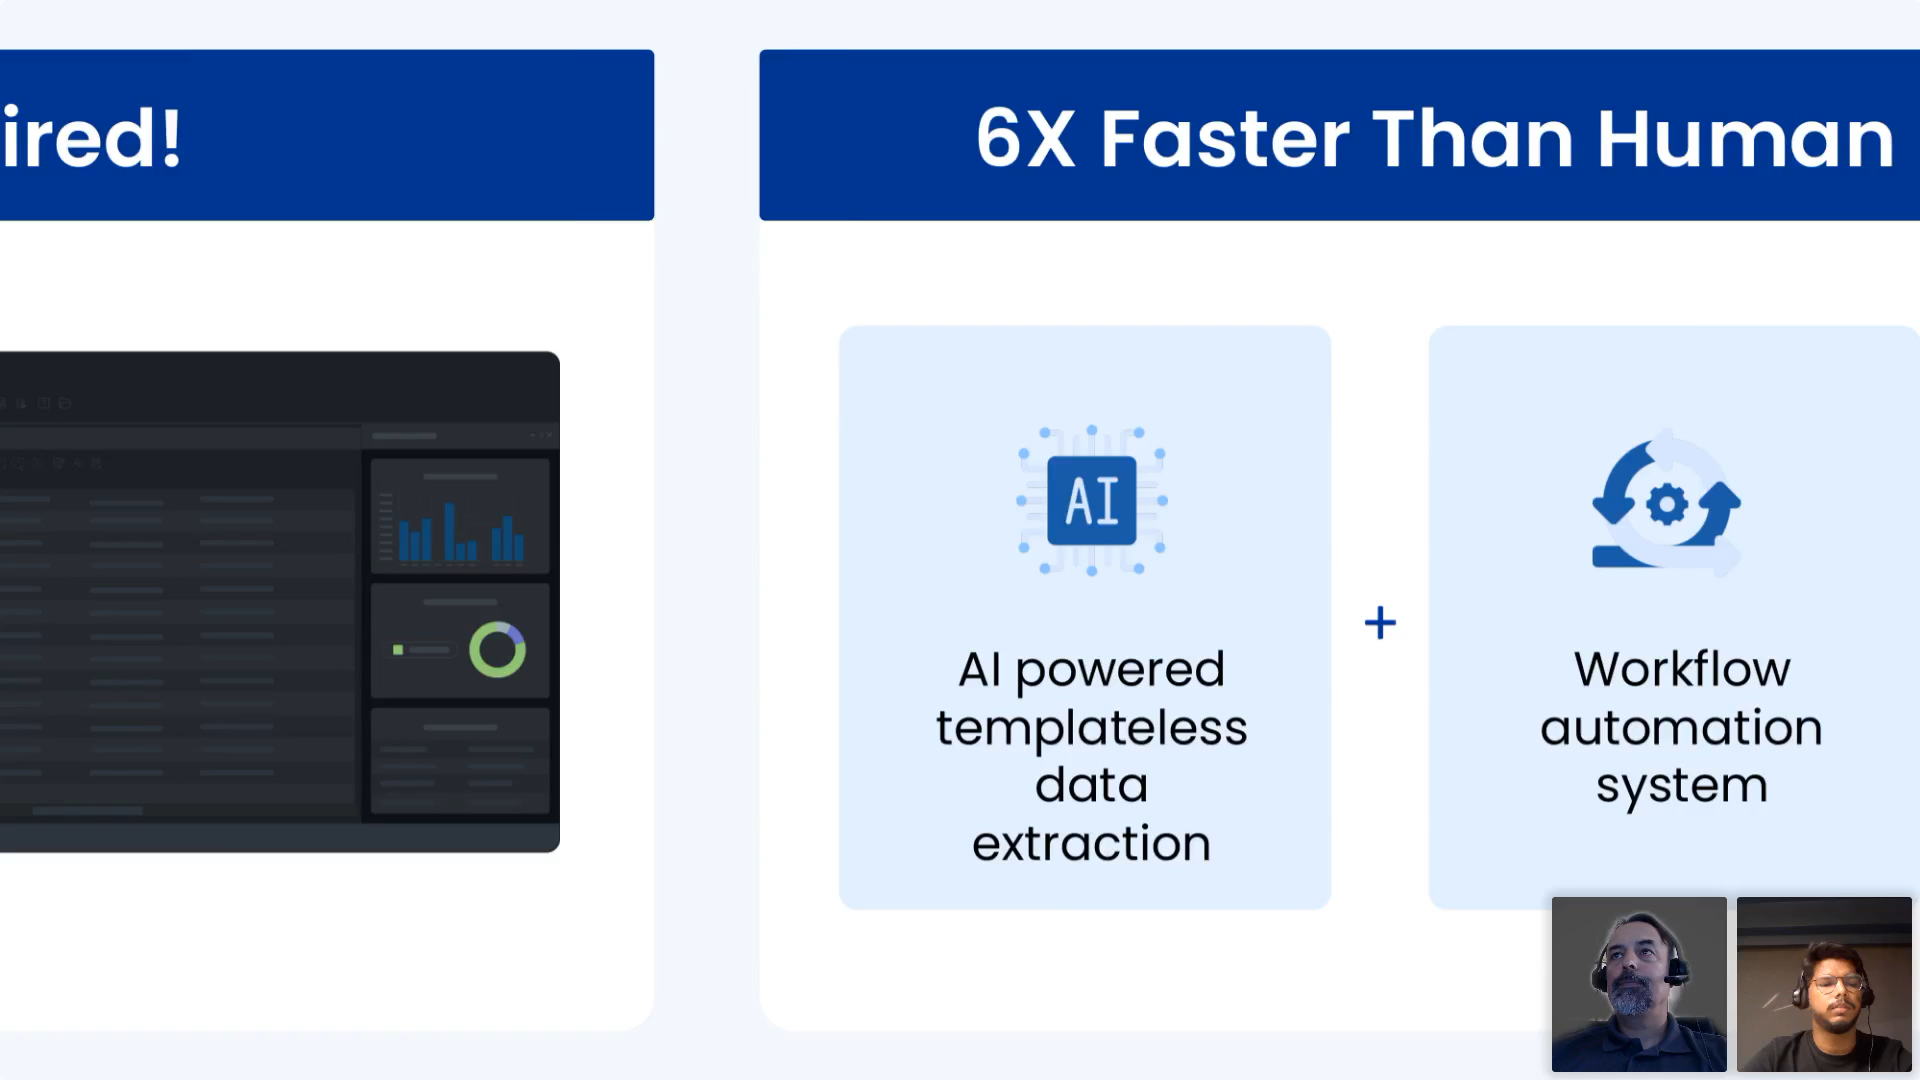 ired!
6X Faster Than Human
AI
AI powered
templateless
data
extraction
+
Workflow
automation
system